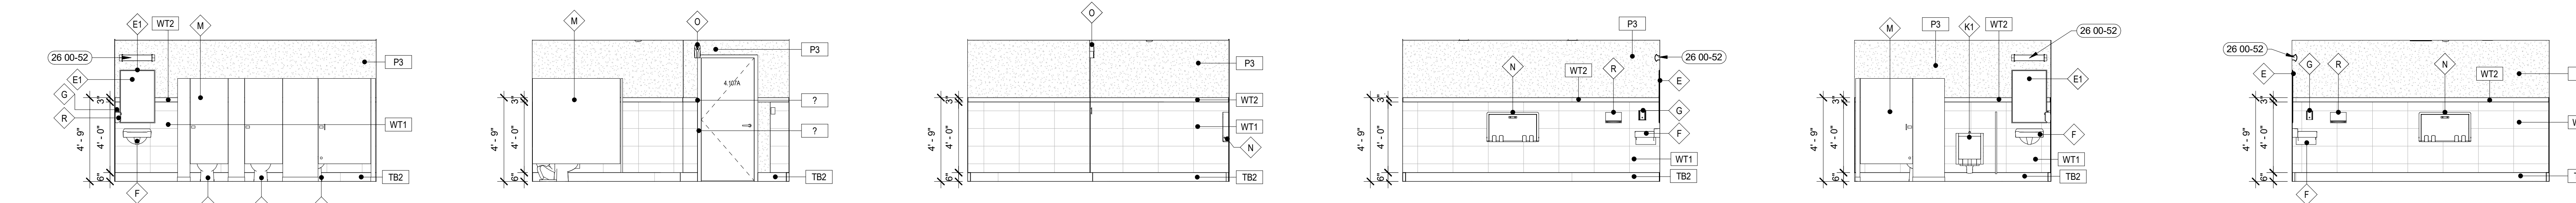 E1
WT2
M
26 00-52
P3
E1
G
R
3"
4' - 9"
4' - 0"
6"
WT1
TB2
F
M
O
P3
4.107A
?
?
3"
4' - 9"
4' - 0"
6"
TB2
O
P3
WT2
WT1
N
TB2
3"
4' - 9"
4' - 0"
6"
P3
26 00-52
N
WT2
R
E
G
F
WT1
TB2
3"
4' - 9"
4' - 0"
6"
M
P3
K1
WT2
26 00-52
E1
F
WT1
TB2
3"
4' - 9"
4' - 0"
6"
26 00-52
E
G
R
N
WT2
3"
4' - 9"
4' - 0"
6"
F